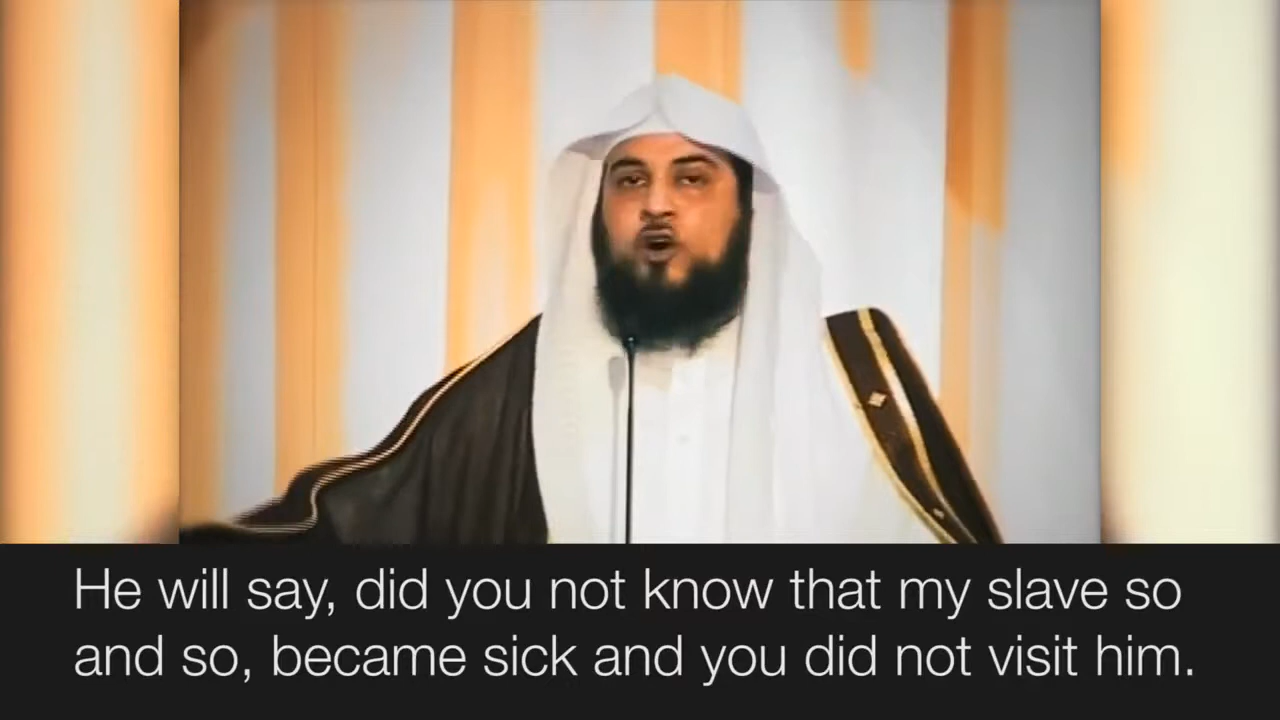 He will say, did you not know that my slave so
and so, became sick and you did not visit him.